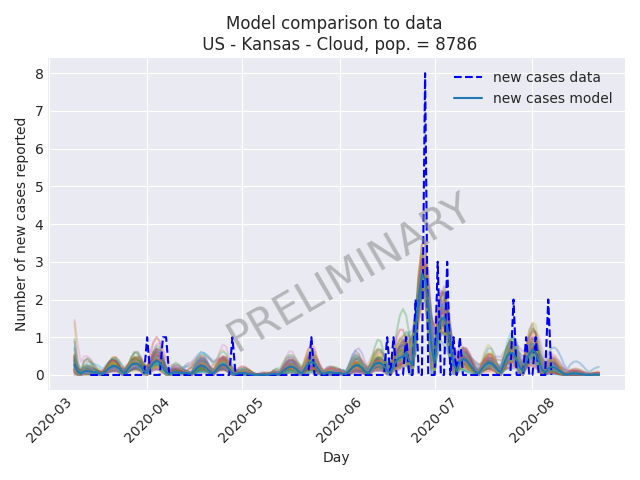 Model comparison to data
US - Kansas - Cloud, pop. = 8786
new cases data
new cases model
PRELIMINARY
Number of new cases reported
8
7
6
5
4
3
2
1
0
2020-03
2020-04
2020-05
2020-06
2020-07
2020-08
Day